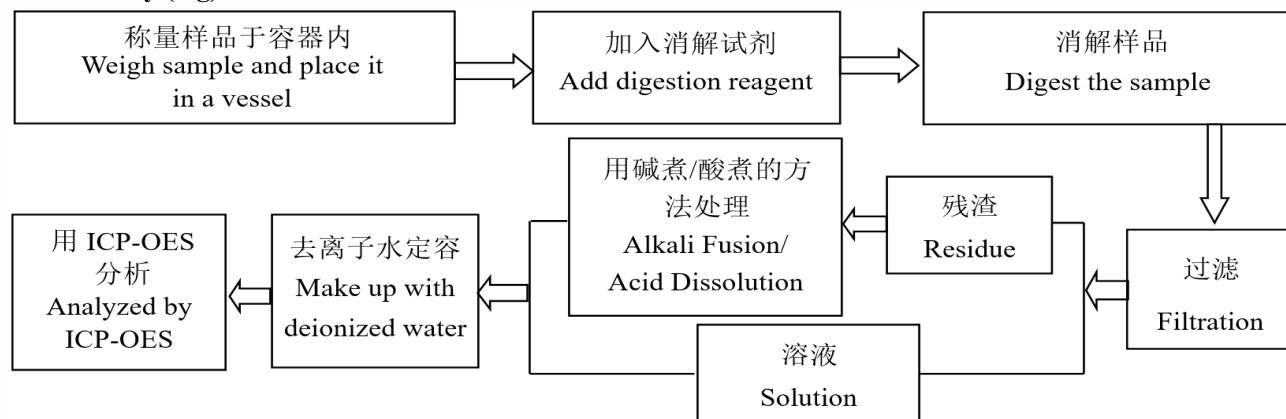 称量样品于容器内
Weigh sample and place it
in a vessel
加入消解试剂
Add digestion reagent
消解样品
Digest the sample
用碱煮/酸煮的方
法处理
Alkali Fusion/
Acid Dissolution
残渣
Residue
过滤
Filtration
用 ICP-OES
分析
Analyzed by
ICP-OES
去离子水定容
Make up with
deionized water
溶液
Solution